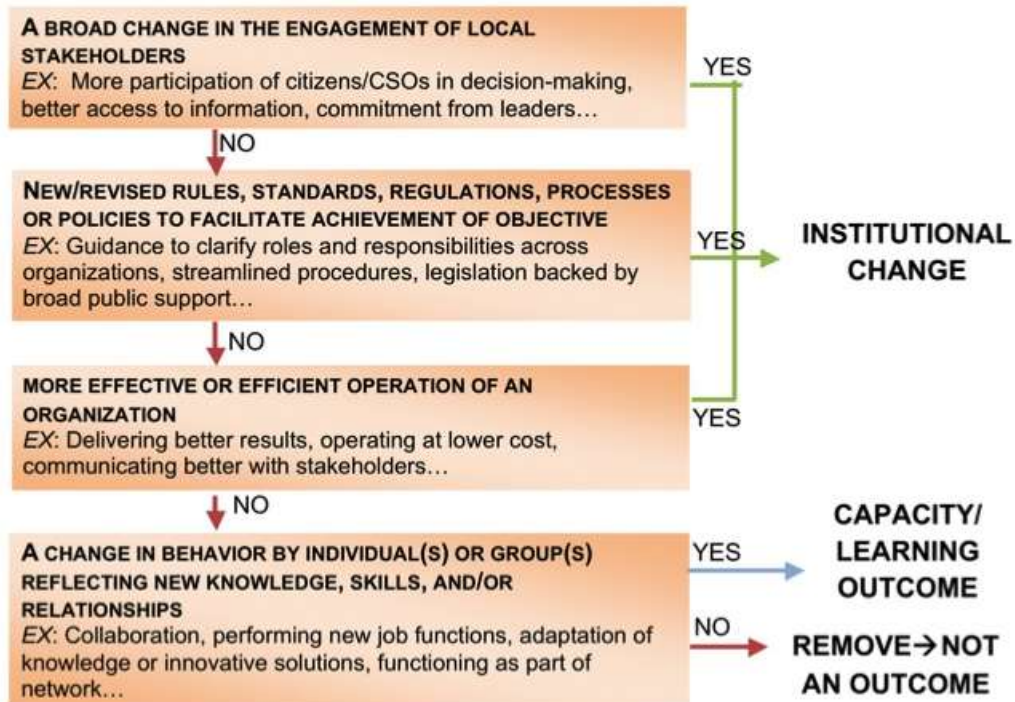 A BROAD CHANGE IN THE ENGAGEMENT OF LOCAL
STAKEHOLDERS
EX: More participation of citizens/CSOs in decision-making,
better access to information, commitment from leaders…
YES
NO
NEW/REVISED RULES, STANDARDS, REGULATIONS, PROCESSES
OR POLICIES TO FACILITATE ACHIEVEMENT OF OBJECTIVE
EX: Guidance to clarify roles and responsibilities across
organizations, streamlined procedures, legislation backed by
broad public support…
YES
INSTITUTIONAL
CHANGE
NO
MORE EFFECTIVE OR EFFICIENT OPERATION OF AN
ORGANIZATION
EX: Delivering better results, operating at lower cost,
communicating better with stakeholders…
YES
NO
A CHANGE IN BEHAVIOR BY INDIVIDUAL(S) OR GROUP(S)
REFLECTING NEW KNOWLEDGE, SKILLS, AND/OR
RELATIONSHIPS
EX: Collaboration, performing new job functions, adaptation of
knowledge or innovative solutions, functioning as part of
network…
YES
CAPACITY/
LEARNING
OUTCOME
NO
REMOVE→NOT
AN OUTCOME